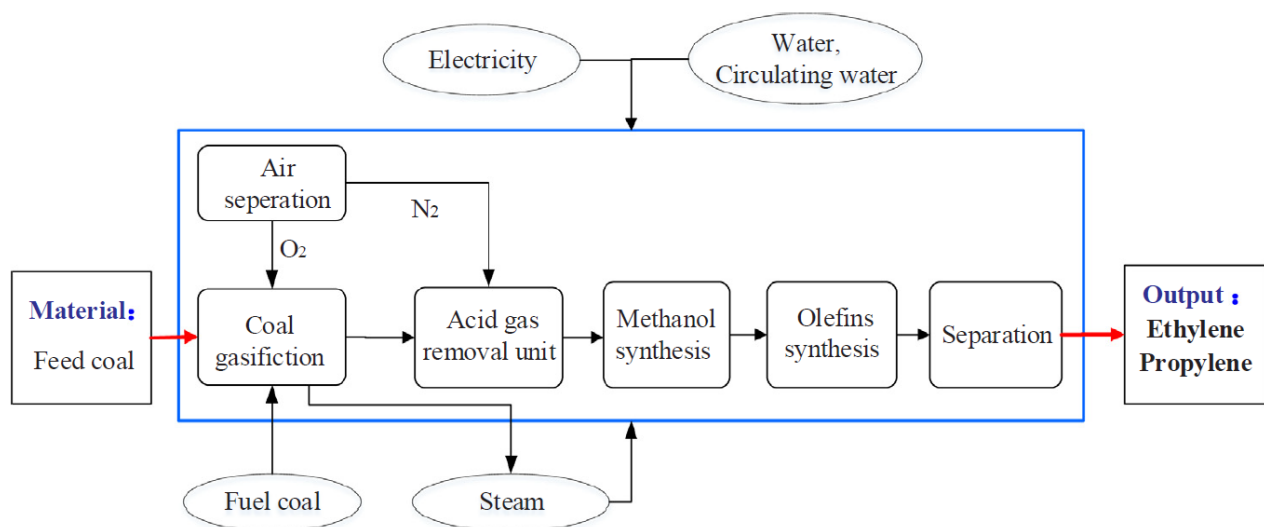 Electricity
Water,
Circulating water
Air
seperation
N2
O2
Material：
Feed coal
Coal
gasifiction
Acid gas
removal unit
Methanol
synthesis
Olefins
synthesis
Separation
Output：
Ethylene
Propylene
Fuel coal
Steam